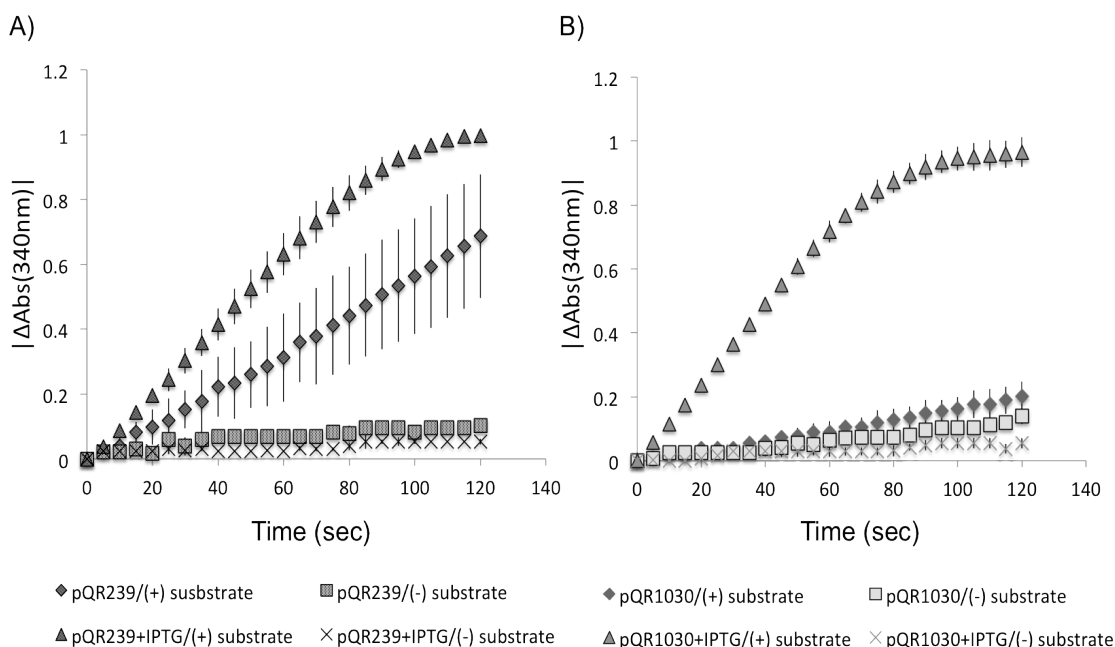 A)
1.2
1
0.8
0.6
0.4
0.2
0
|ΔAbs(340nm)|
0 20 40 60 80 100 120 140
Time (sec)
pQR239/(+) susbstrate
pQR239/(-) substrate
pQR239+IPTG/(+) substrate
pQR239+IPTG/(-) substrate
B)
1.2
1
0.8
0.6
0.4
0.2
0
|ΔAbs(340nm)|
0 20 40 60 80 100 120 140
Time (sec)
pQR1030/(+) substrate
pQR1030/(-) substrate
pQR1030+IPTG/(+) substrate
pQR1030+IPTG/(-) substrate